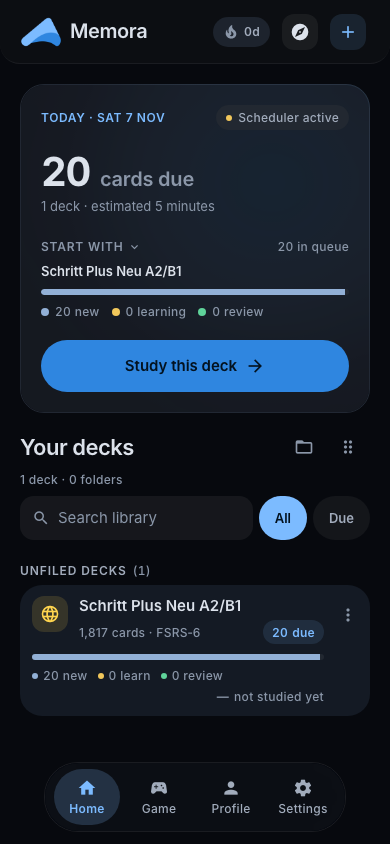 Memora
0d
TODAY · SAT 7 NOV
Scheduler active
20 cards due
1 deck · estimated 5 minutes
START WITH
20 in queue
Schritt Plus Neu A2/B1
20 new 0 learning 0 review
Study this deck
Your decks
1 deck · 0 folders
Search library
All
Due
UNFILED DECKS (1)
Schritt Plus Neu A2/B1
1,817 cards · FSRS-6
20 due
20 new 0 learn 0 review
— not studied yet
Home
Game
Profile
Settings